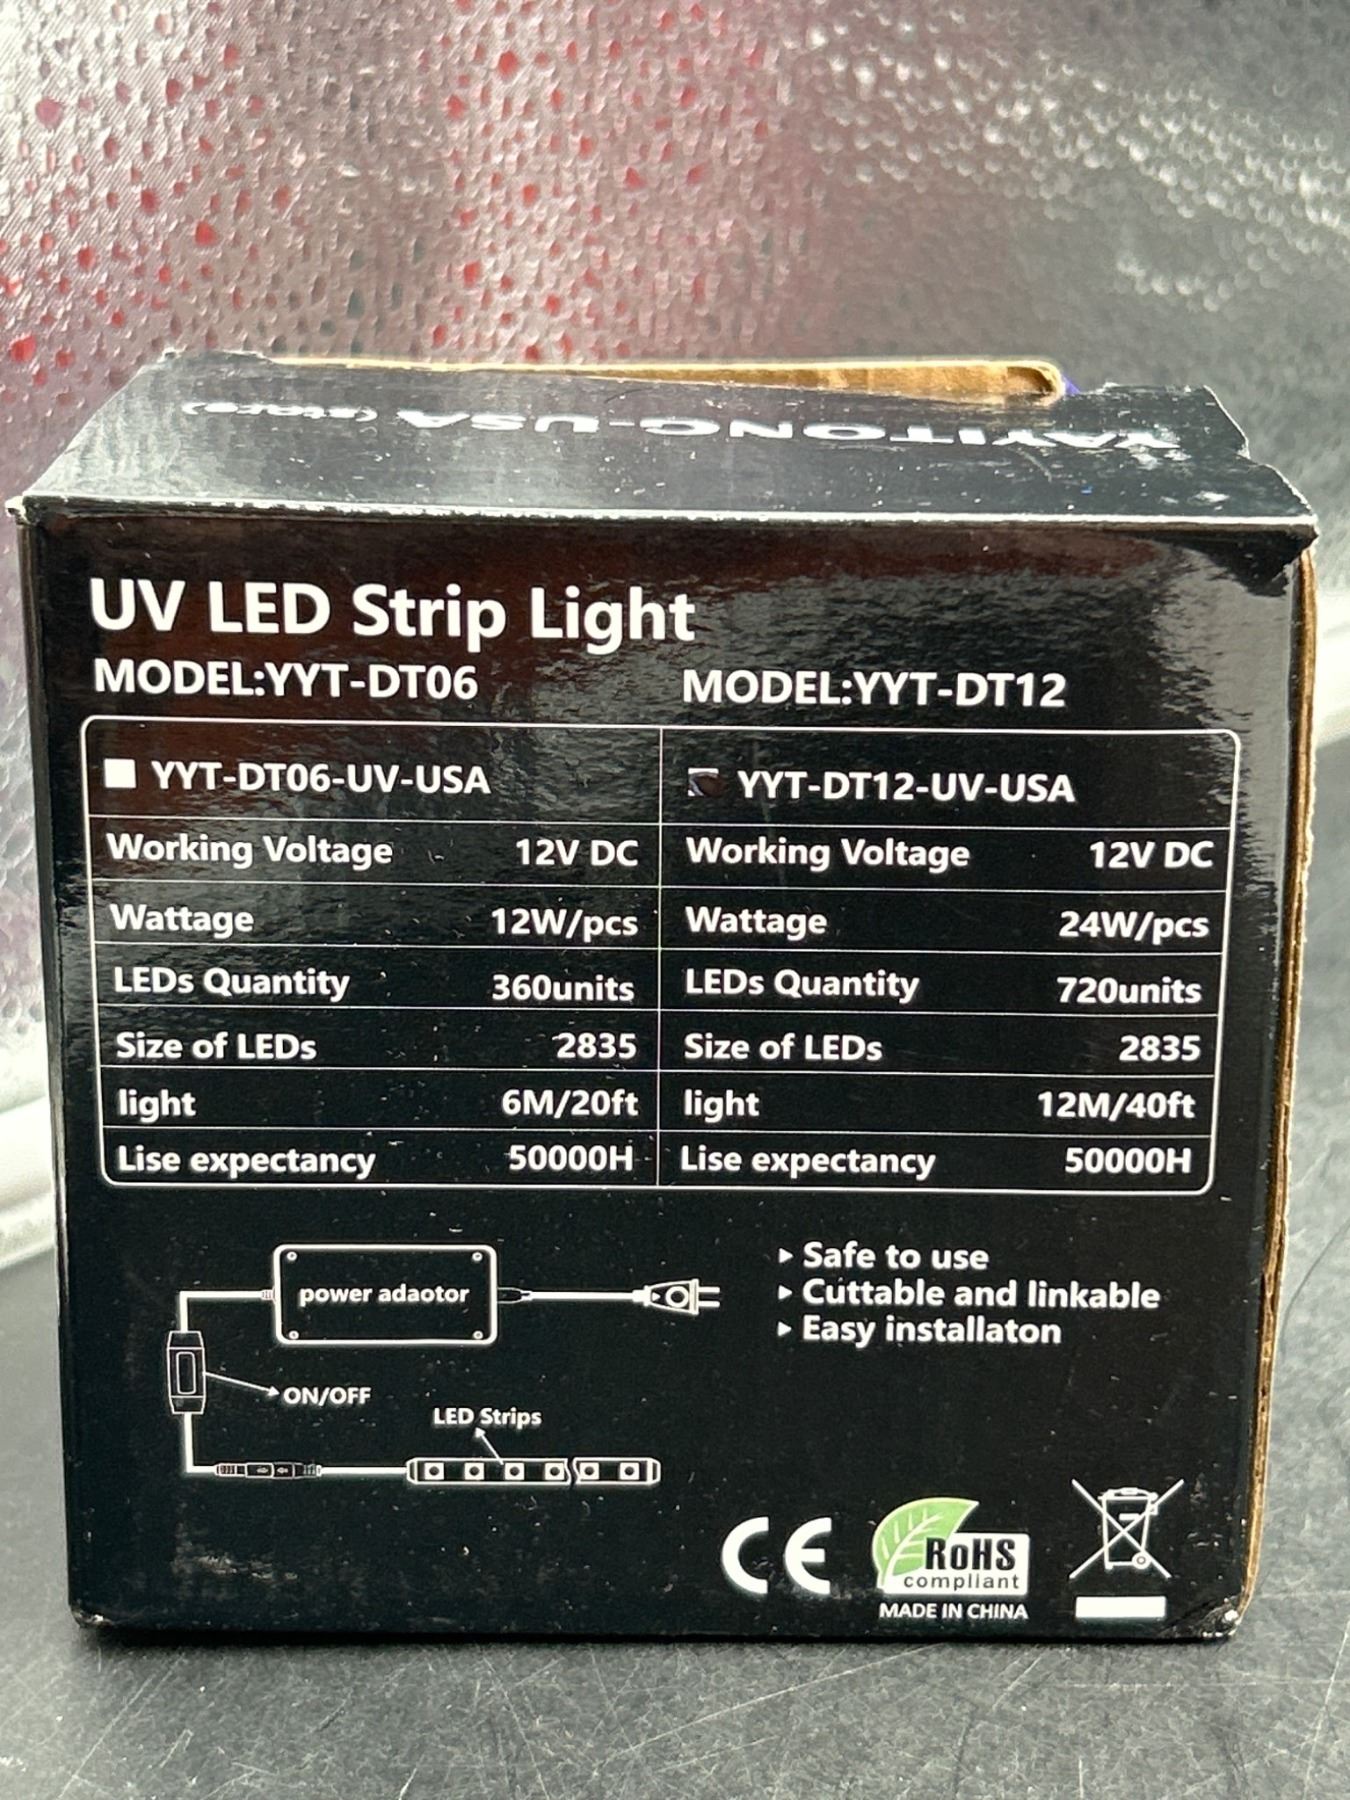 YAYITONG-USA (store)
UV LED Strip Light
MODEL:YYT-DT06 MODEL:YYT-DT12
YYT-DT06-UV-USA YYT-DT12-UV-USA
Working Voltage 12V DC Working Voltage 12V DC
Wattage 12W/pcs Wattage 24W/pcs
LEDs Quantity 360units LEDs Quantity 720units
Size of LEDs 2835 Size of LEDs 2835
light 6M/20ft light 12M/40ft
Lise expectancy 50000H Lise expectancy 50000H
power adaotor
ON/OFF
LED Strips
Safe to use
Cuttable and linkable
Easy installaton
CE
RoHS
compliant
MADE IN CHINA